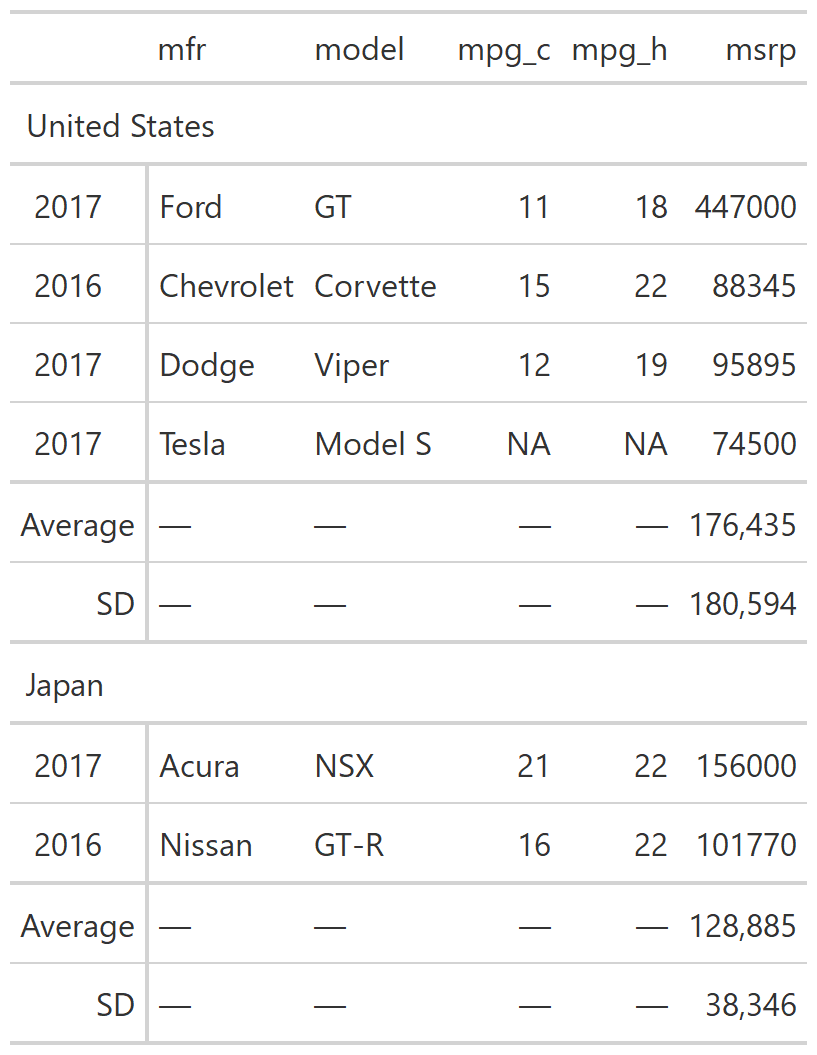 mfr model mpg_c mpg_h msrp
United States
2017 Ford GT 11 18 447000
2016 Chevrolet Corvette 15 22 88345
2017 Dodge Viper 12 19 95895
2017 Tesla Model S NA NA 74500
Average — — — — 176,435
SD — — — — 180,594
Japan
2017 Acura NSX 21 22 156000
2016 Nissan GT-R 16 22 101770
Average — — — — 128,885
SD — — — — 38,346